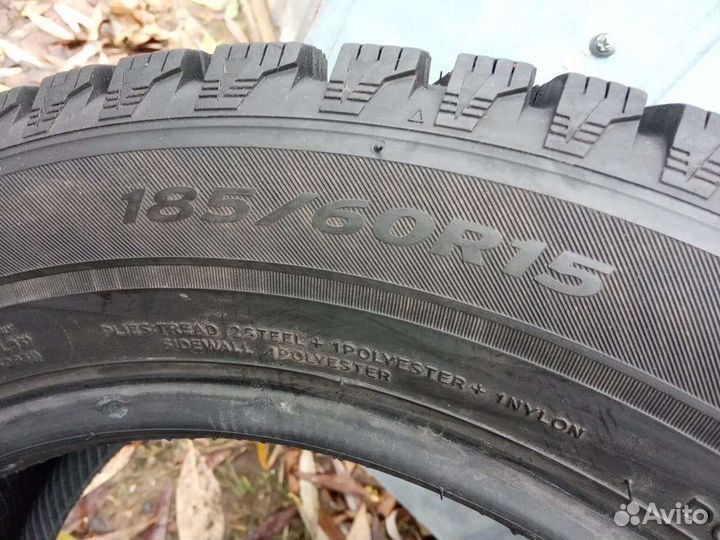 185/60R15
PLIES:TREAD 2STEEL + 1POLYESTER + 1NYLON
SIDEWALL 1POLYESTER
Avito